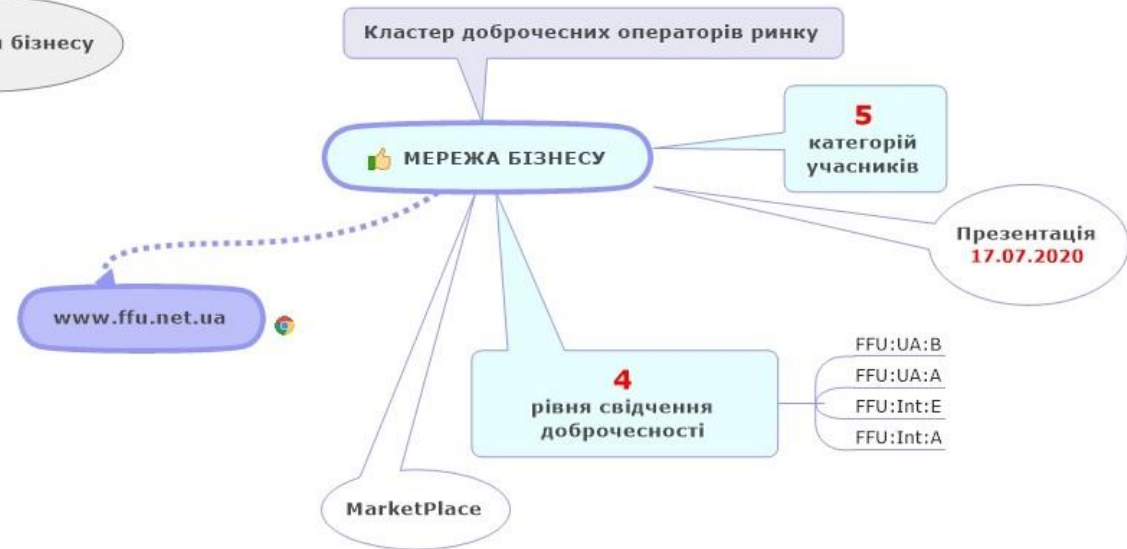 бізнесу
Кластер доброчесних операторів ринку
МЕРЕЖА БІЗНЕСУ
5
категорій
учасників
Презентація
17.07.2020
www.ffu.net.ua
4
рівня свідчення
доброчесності
FFU:UA:B
FFU:UA:A
FFU:Int:E
FFU:Int:A
MarketPlace